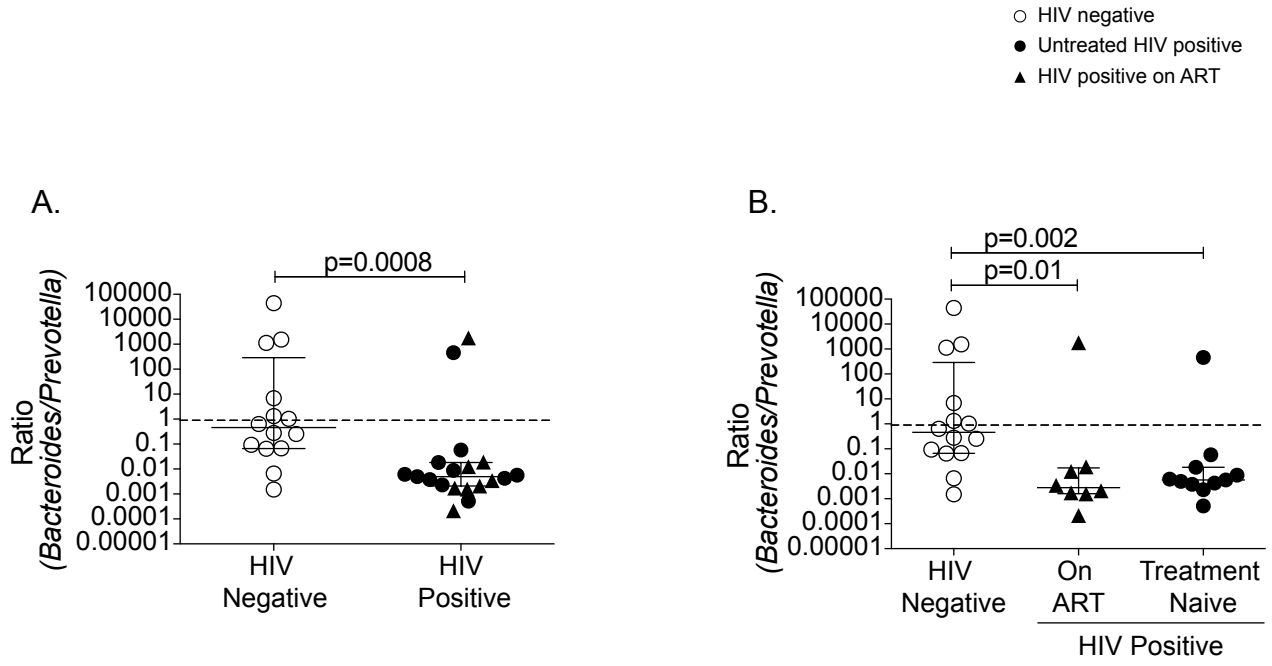 HIV negative
Untreated HIV positive
HIV positive on ART
A.
p=0.0008
Ratio
(Bacteroides/Prevotella)
100000
10000
1000
100
10
1
0.1
0.01
0.001
0.0001
0.00001
HIV
Negative
HIV
Positive
B.
p=0.002
p=0.01
Ratio
(Bacteroides/Prevotella)
100000
10000
1000
100
10
1
0.1
0.01
0.001
0.0001
0.00001
HIV
Negative
On
ART
Treatment
Naive
HIV Positive